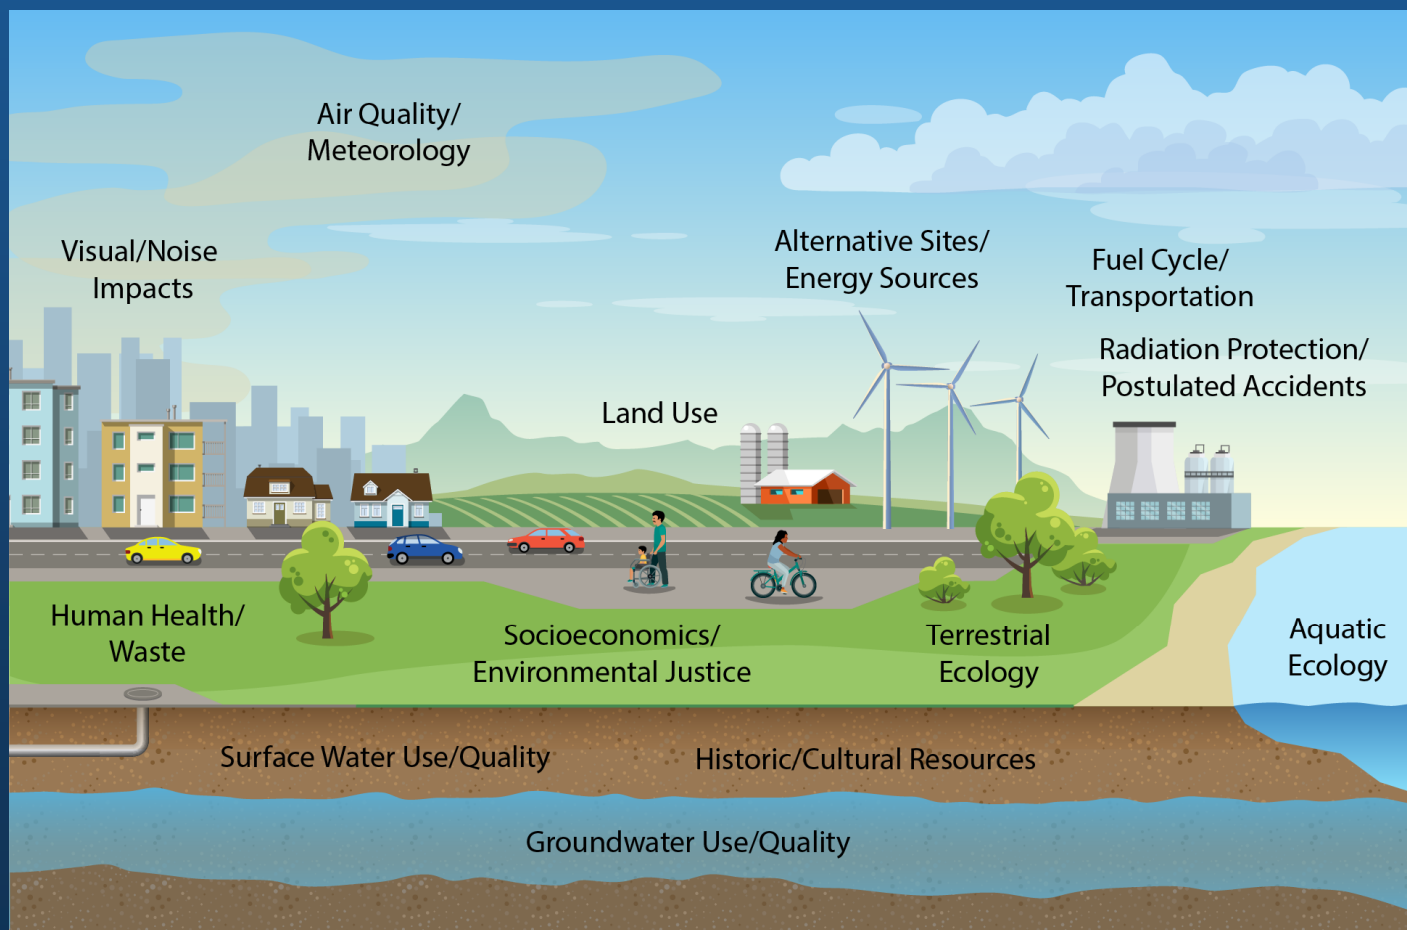 Air Quality/
Meteorology
Visual/Noise
Impacts
Alternative Sites/
Energy Sources
Fuel Cycle/
Transportation
Radiation Protection/
Postulated Accidents
Land Use
Human Health/
Waste
Socioeconomics/
Environmental Justice
Terrestrial
Ecology
Aquatic
Ecology
Surface Water Use/Quality
Historic/Cultural Resources
Groundwater Use/Quality